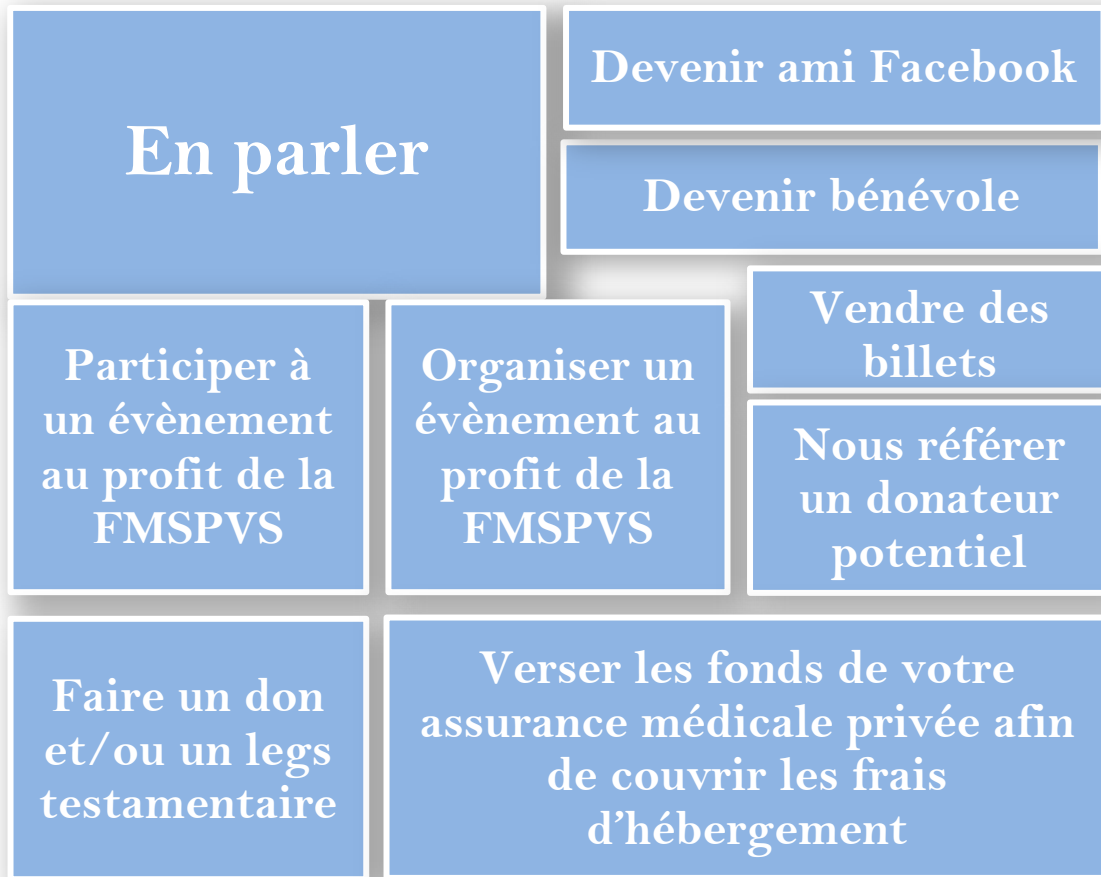 En parler
Devenir ami Facebook
Devenir bénévole
Vendre des
billets
Participer à
un évènement
au profit de la
FMSPVS
Organiser un
évènement au
profit de la
FMSPVS
Nous référer
un donateur
potentiel
Faire un don
et/ou un legs
testamentaire
Verser les fonds de votre
assurance médicale privée afin
de couvrir les frais
d’hébergement